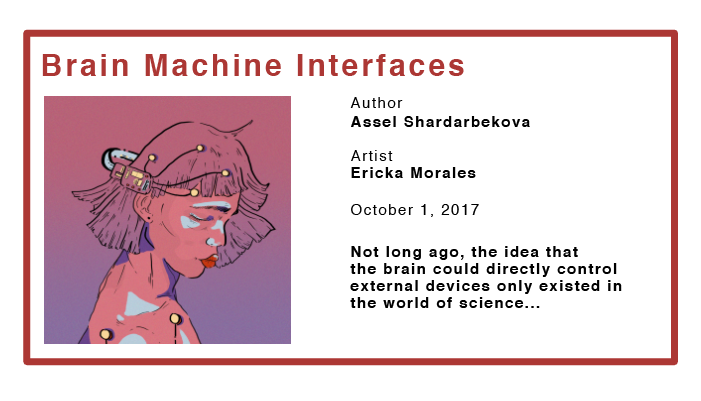 Brain Machine Interfaces
Author
Assel Shardarbekova
Artist
Ericka Morales
October 1, 2017
Not long ago, the idea that
the brain could directly control
external devices only existed in
the world of science...